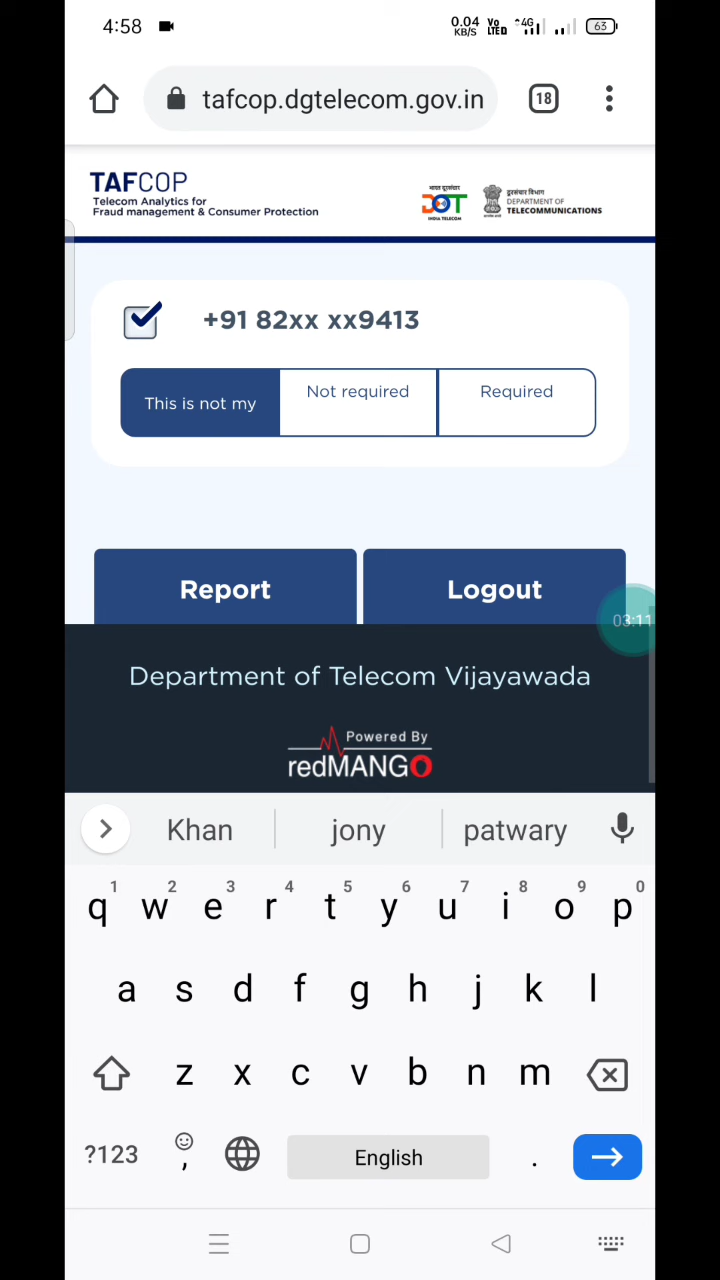 4:58
0.04 KB/S Vo LTED 4G 63
tafcop.dgtelecom.gov.in 18
TAFCOP
Telecom Analytics for
Fraud management & Consumer Protection
भारत दूरसंचार
DOT
INDIA TELECOM
दूरसंचार विभाग
DEPARTMENT OF
TELECOMMUNICATIONS
+91 82xx xx9413
This is not my Not required Required
Report Logout
03:11
Department of Telecom Vijayawada
Powered By
redMANGO
Khan jony patwary
1 2 3 4 5 6 7 8 9 0
q w e r t y u i o p
a s d f g h j k l
z x c v b n m
?123 , English .